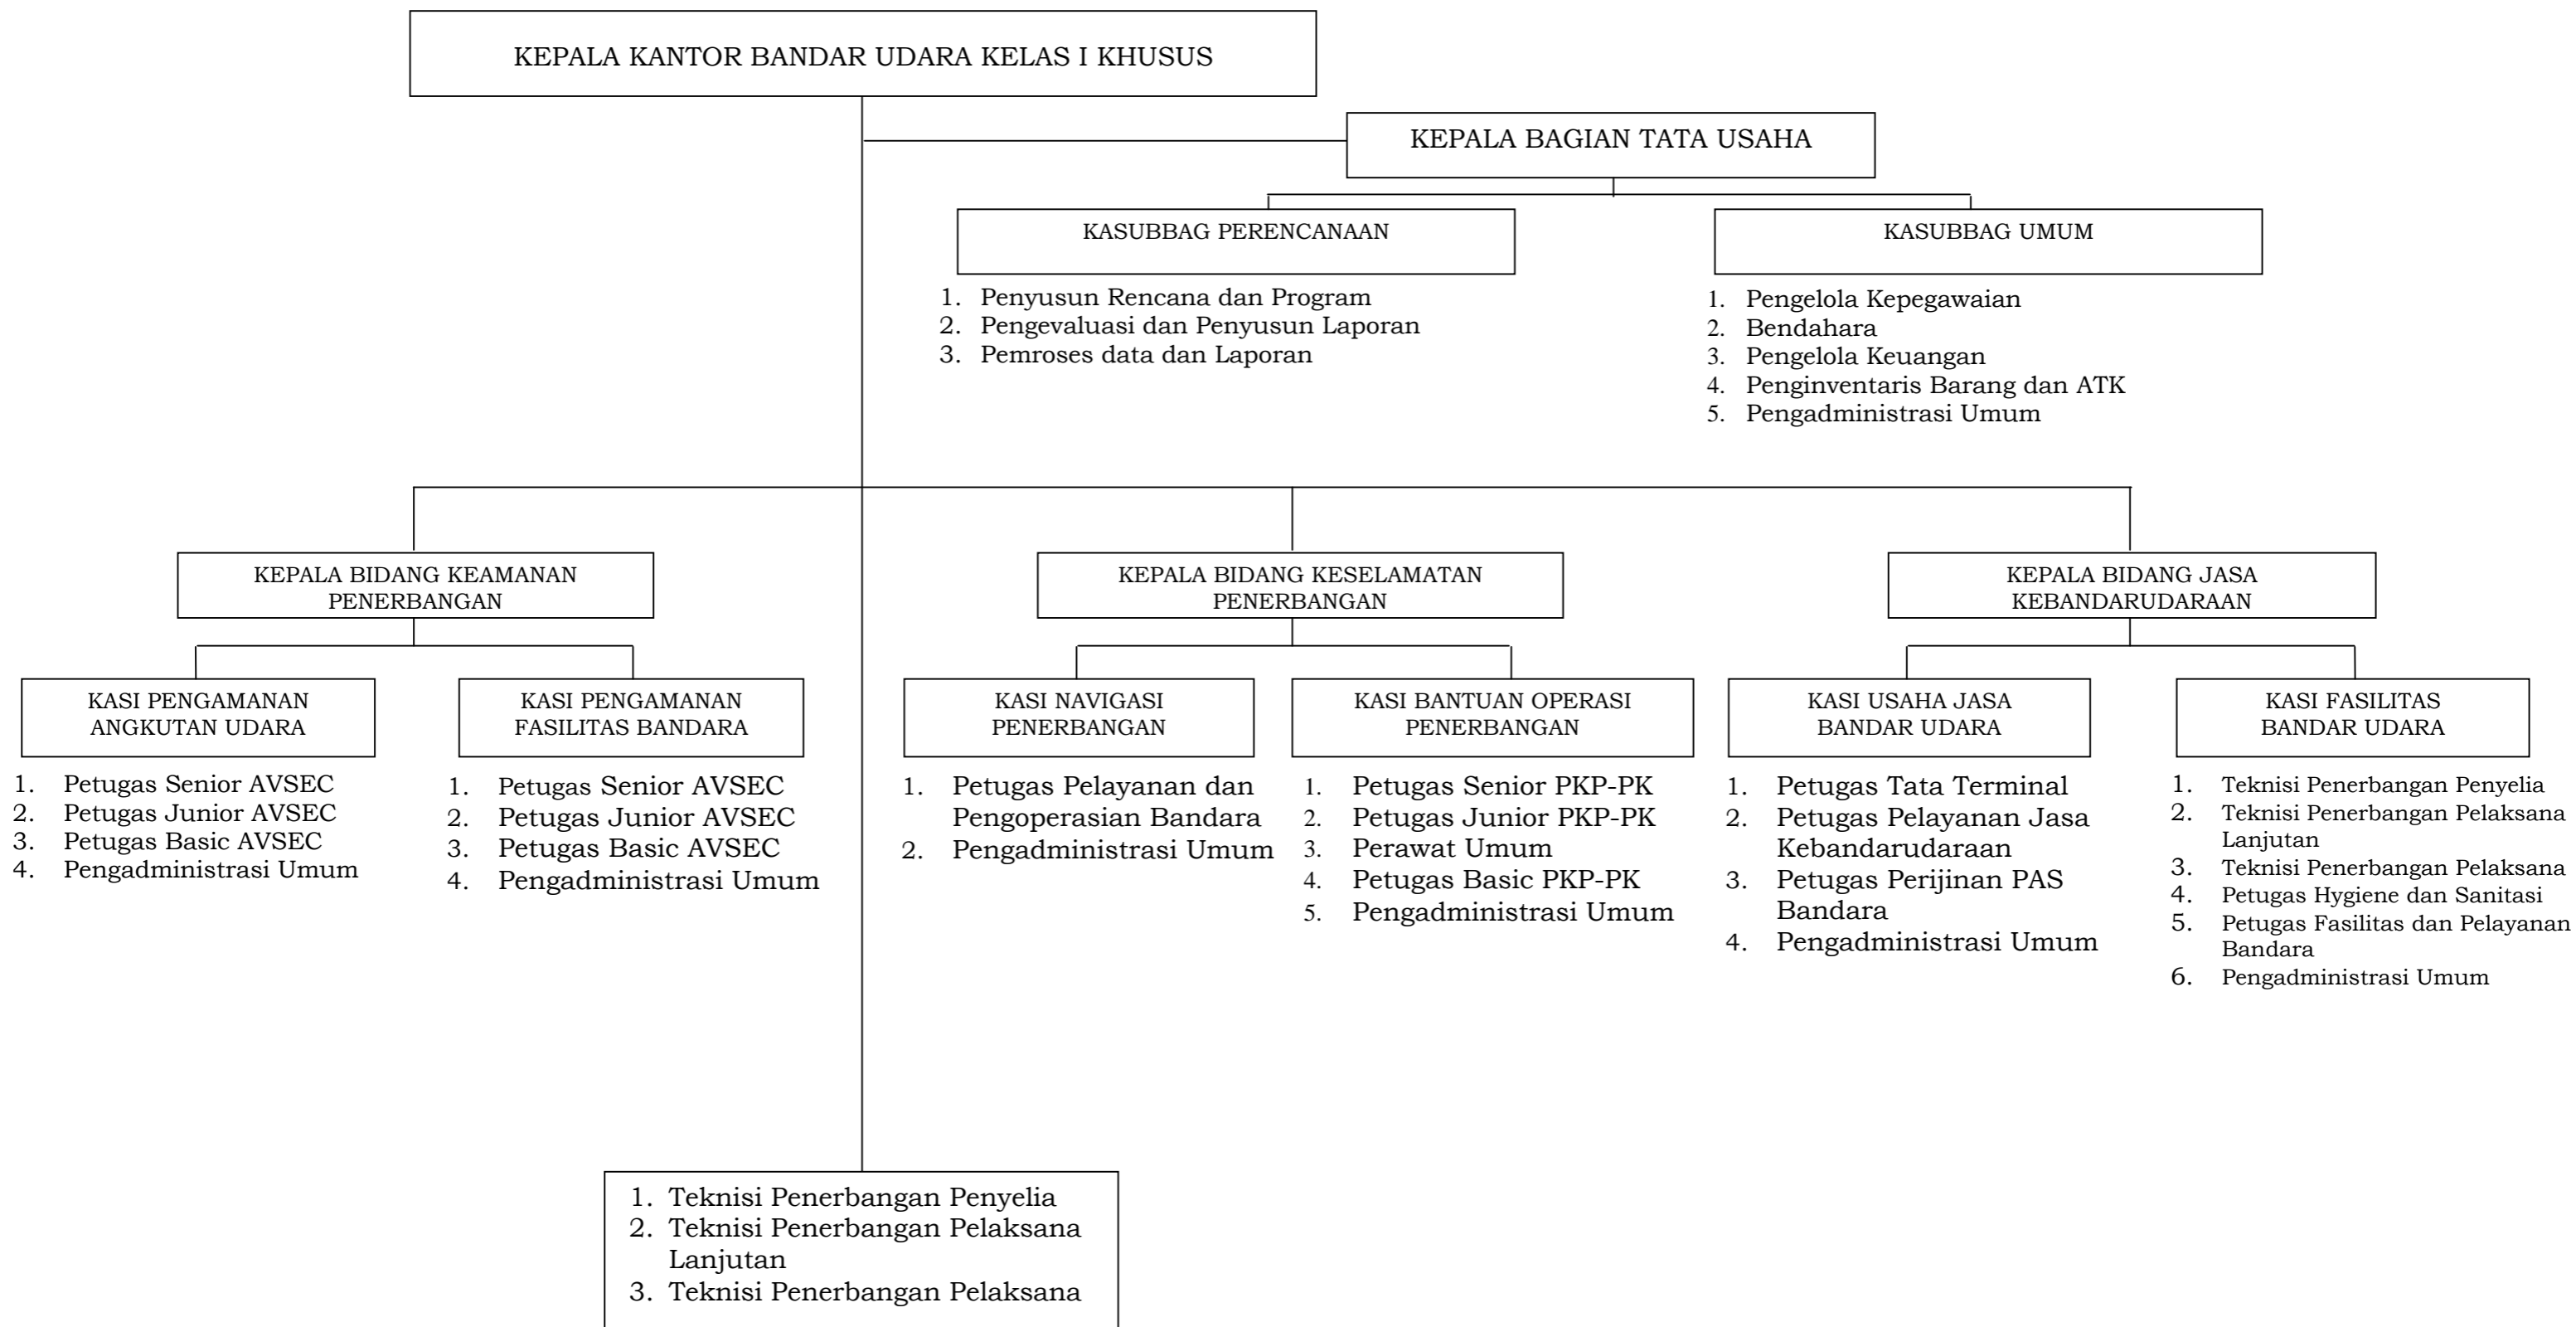 KEPALA KANTOR BANDAR UDARA KELAS I KHUSUS
KEPALA BAGIAN TATA USAHA
KASUBBAG PERENCANAAN
1. Penyusun Rencana dan Program
2. Pengevaluasi dan Penyusun Laporan
3. Pemroses data dan Laporan
KASUBBAG UMUM
1. Pengelola Kepegawaian
2. Bendahara
3. Pengelola Keuangan
4. Penginventaris Barang dan ATK
5. Pengadministrasi Umum
KEPALA BIDANG KEAMANAN
PENERBANGAN
KASI PENGAMANAN
ANGKUTAN UDARA
1. Petugas Senior AVSEC
2. Petugas Junior AVSEC
3. Petugas Basic AVSEC
4. Pengadministrasi Umum
KASI PENGAMANAN
FASILITAS BANDARA
1. Petugas Senior AVSEC
2. Petugas Junior AVSEC
3. Petugas Basic AVSEC
4. Pengadministrasi Umum
KEPALA BIDANG KESELAMATAN
PENERBANGAN
KASI NAVIGASI
PENERBANGAN
1. Petugas Pelayanan dan
Pengoperasian Bandara
2. Pengadministrasi Umum
KASI BANTUAN OPERASI
PENERBANGAN
1. Petugas Senior PKP-PK
2. Petugas Junior PKP-PK
3. Perawat Umum
4. Petugas Basic PKP-PK
5. Pengadministrasi Umum
KEPALA BIDANG JASA
KEBANDARUDARAAN
KASI USAHA JASA
BANDAR UDARA
1. Petugas Tata Terminal
2. Petugas Pelayanan Jasa
Kebandarudaraan
3. Petugas Perijinan PAS
Bandara
4. Pengadministrasi Umum
KASI FASILITAS
BANDAR UDARA
1. Teknisi Penerbangan Penyelia
2. Teknisi Penerbangan Pelaksana
Lanjutan
3. Teknisi Penerbangan Pelaksana
4. Petugas Hygiene dan Sanitasi
5. Petugas Fasilitas dan Pelayanan
Bandara
6. Pengadministrasi Umum
1. Teknisi Penerbangan Penyelia
2. Teknisi Penerbangan Pelaksana
Lanjutan
3. Teknisi Penerbangan Pelaksana